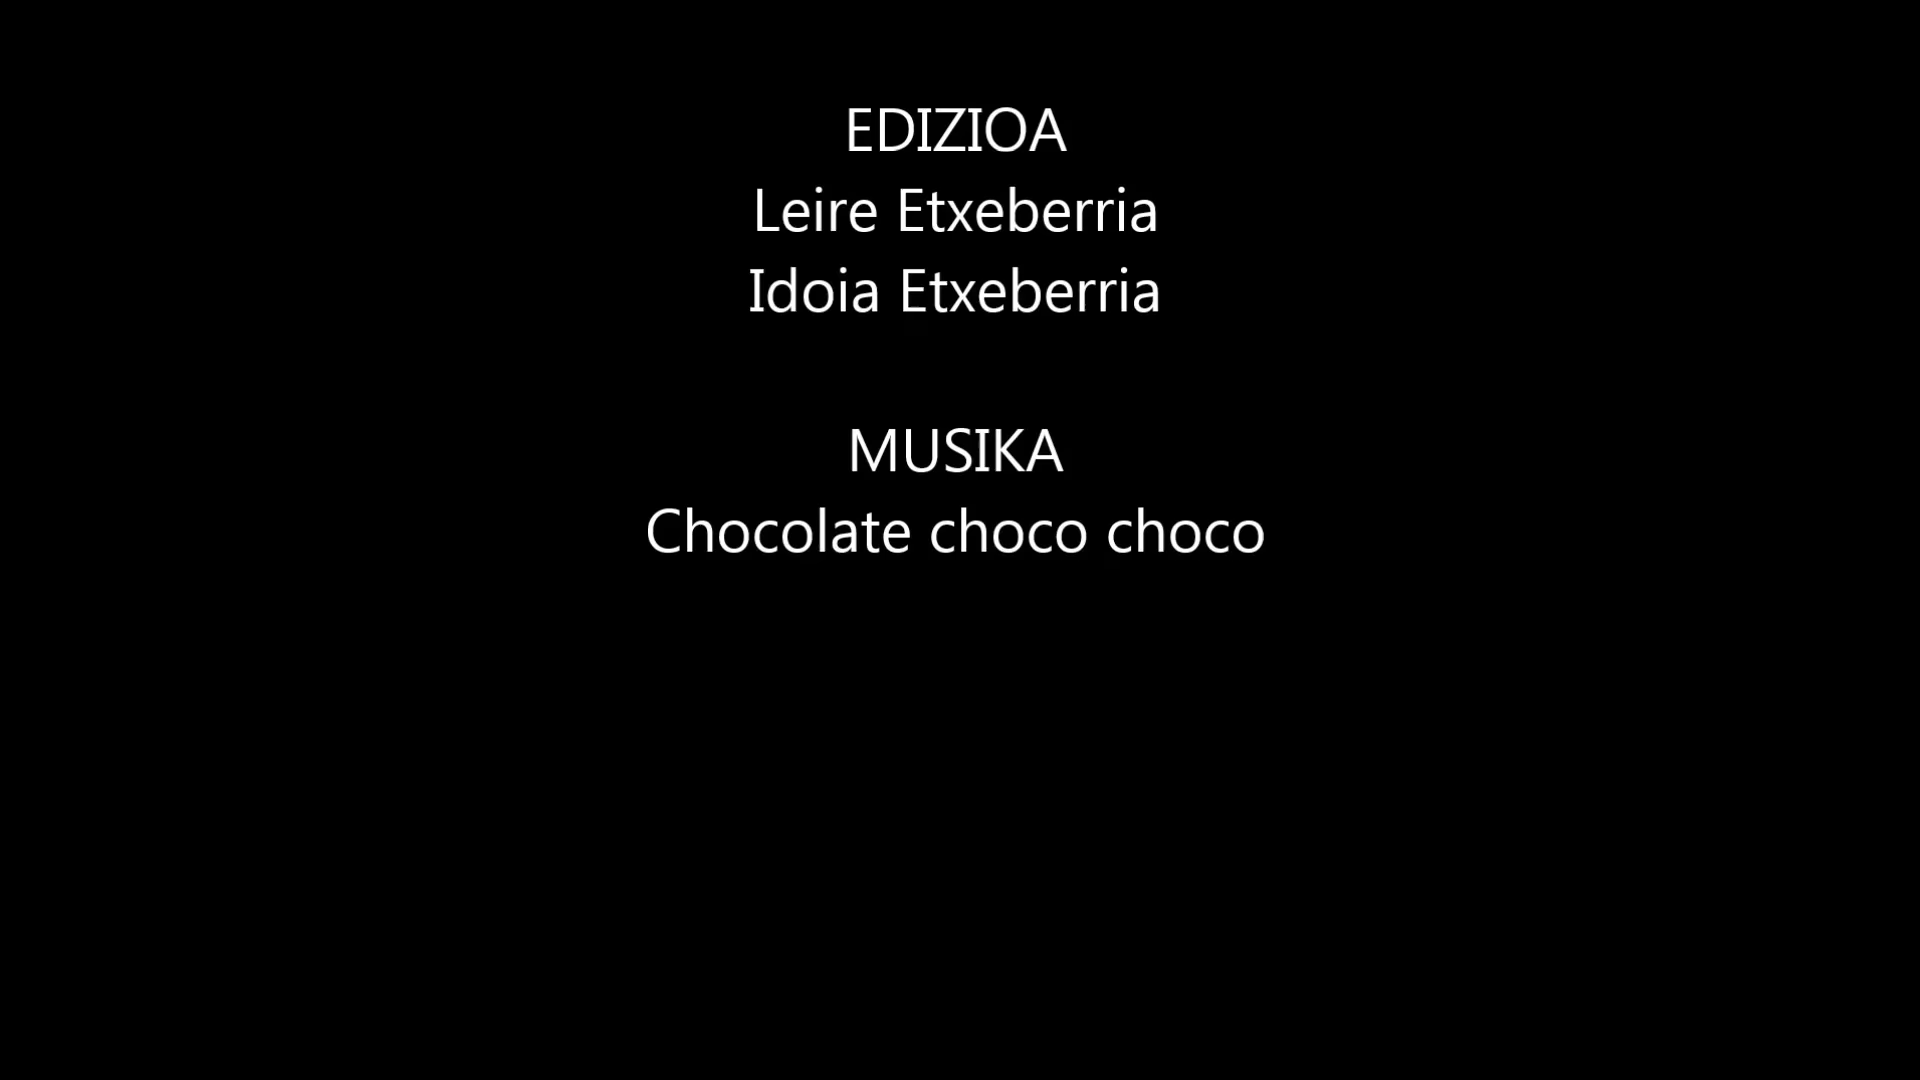 EDIZIOA
Leire Etxeberria
Idoia Etxeberria
MUSIKA
Chocolate choco choco